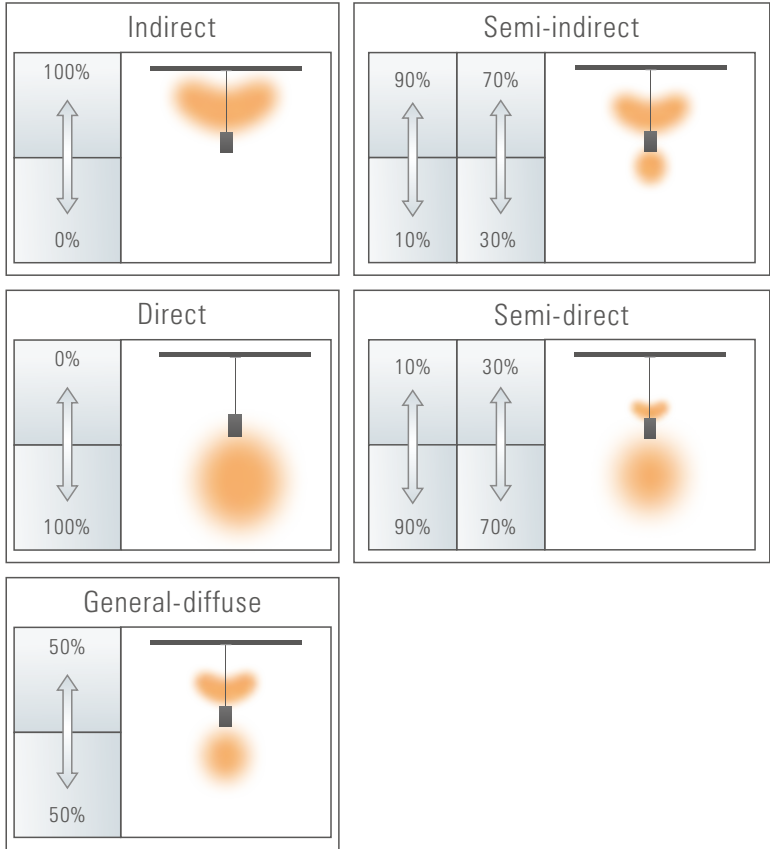 Indirect
100%
0%
Semi-indirect
90% 70%
10% 30%
Direct
0%
100%
Semi-direct
10% 30%
90% 70%
General-diffuse
50%
50%